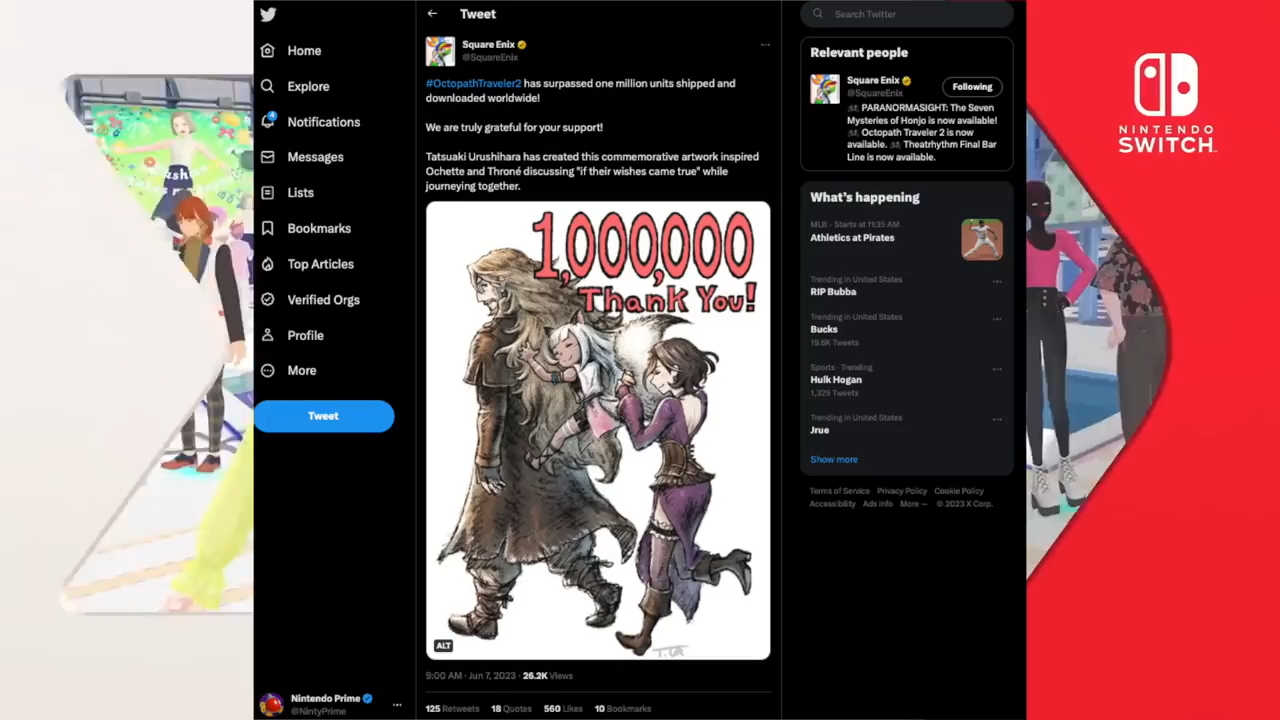 Home
Explore
4
Notifications
Messages
Lists
Bookmarks
Top Articles
Verified Orgs
Profile
More
Tweet
Nintendo Prime
@NintyPrime
Tweet
Square Enix
@SquareEnix
#OctopathTraveler2 has surpassed one million units shipped and
downloaded worldwide!
We are truly grateful for your support!
Tatsuaki Urushihara has created this commemorative artwork inspired
Ochette and Throné discussing "if their wishes came true" while
journeying together.
1,000,000
Thank You!
ALT
9:00 AM · Jun 7, 2023 · 26.2K Views
125 Retweets 18 Quotes 560 Likes 10 Bookmarks
Search Twitter
Relevant people
Square Enix
@SquareEnix
Following
PARANORMASIGHT: The Seven
Mysteries of Honjo is now available!
Octopath Traveler 2 is now
available. Theatrhythm Final Bar
Line is now available.
What's happening
MLB · Starts at 11:35 AM
Athletics at Pirates
Trending in United States
RIP Bubba
Trending in United States
Bucks
19.6K Tweets
Sports · Trending
Hulk Hogan
1,329 Tweets
Trending in United States
Jrue
Show more
Terms of Service Privacy Policy Cookie Policy
Accessibility Ads info More ··· © 2023 X Corp.
NINTENDO
SWITCH™